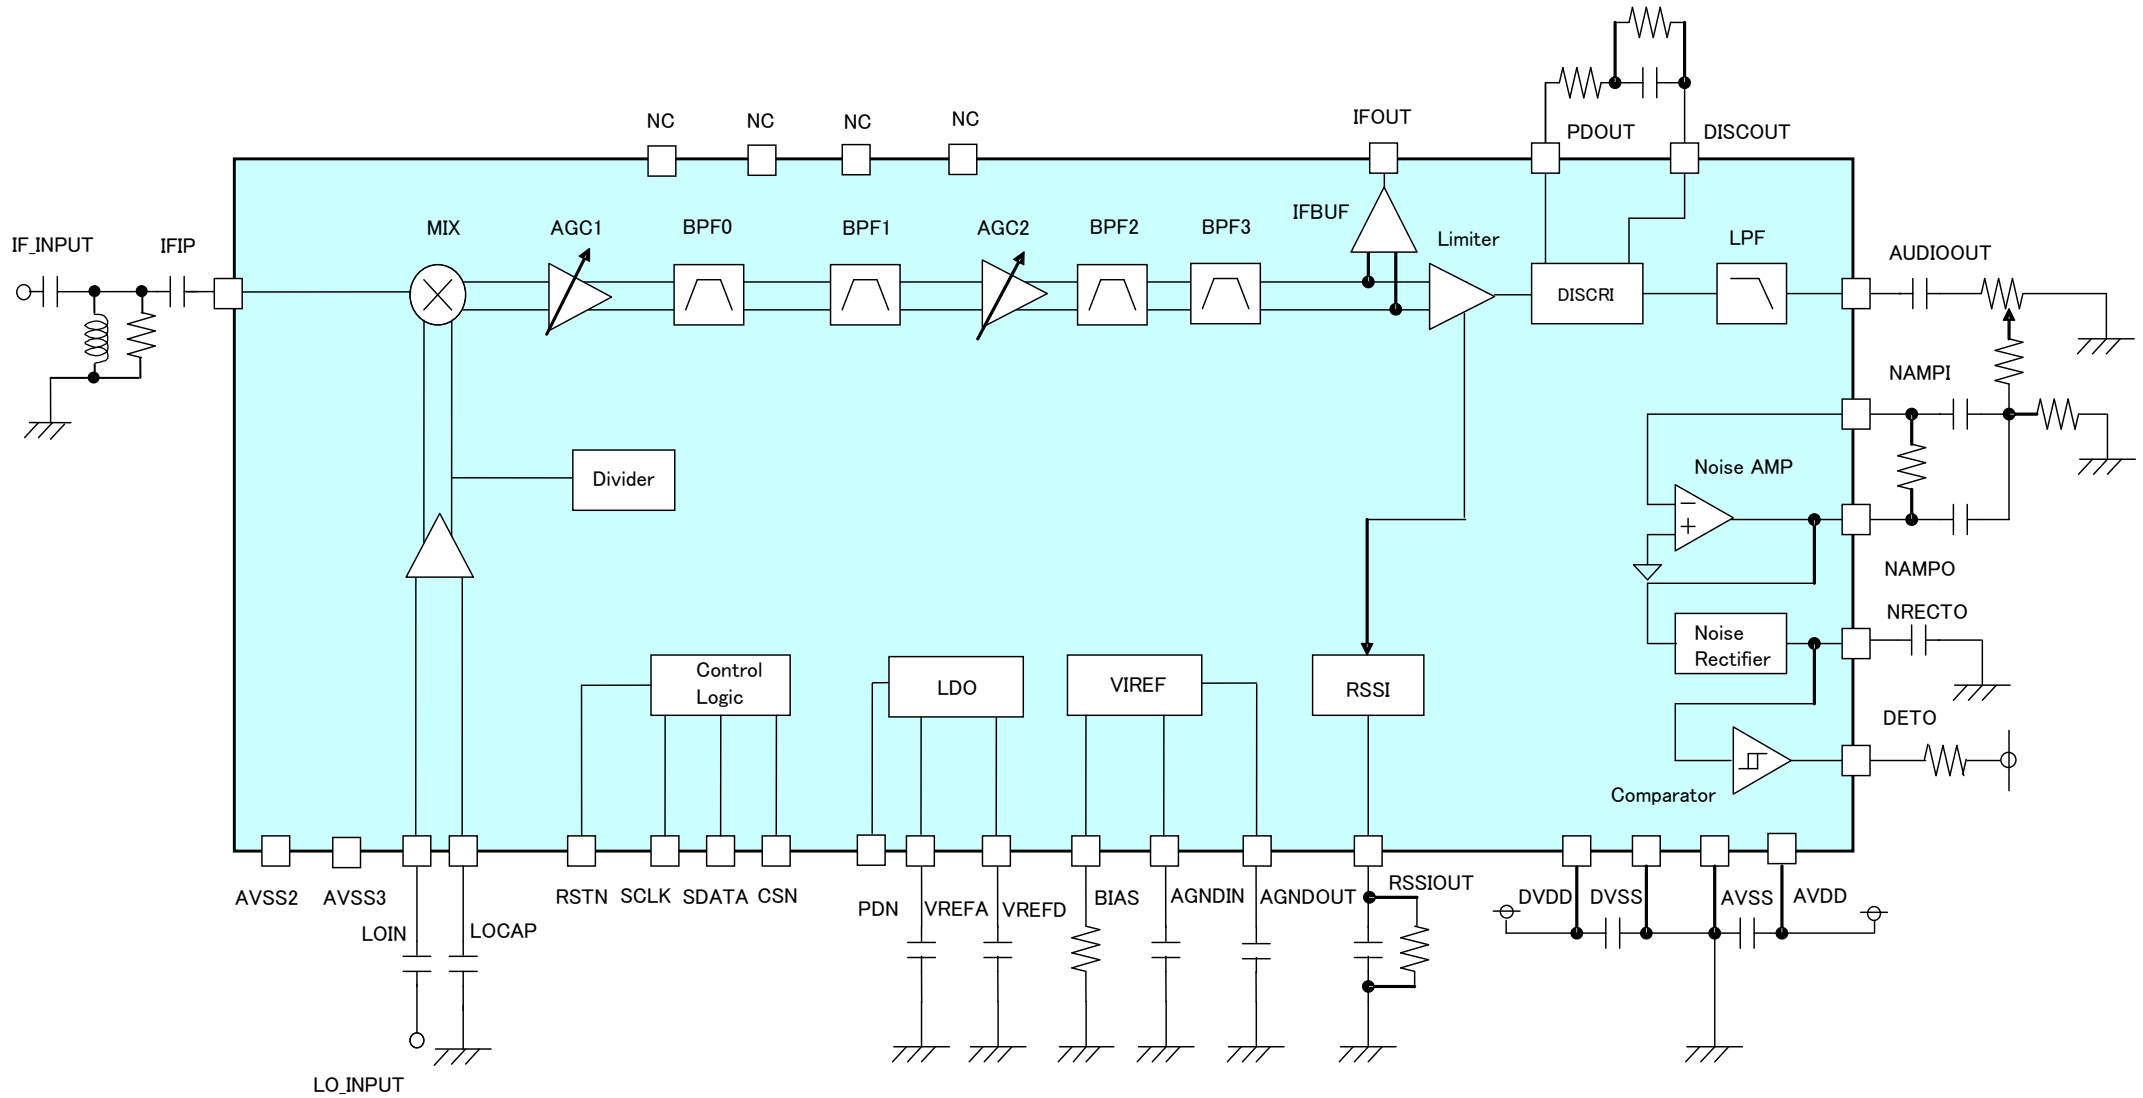 NC
NC
NC
NC
IFOUT
PDOUT
DISCOUT
IF_INPUT
IFIP
MIX
AGC1
BPF0
BPF1
AGC2
BPF2
BPF3
IFBUF
Limiter
DISCRI
LPF
AUDIOOUT
NAMPI
Divider
Noise AMP
NAMPO
NRECTO
Noise
Rectifier
Control
Logic
LDO
VIREF
RSSI
DETO
Comparator
AVSS2
AVSS3
LOIN
LOCAP
RSTN
SCLK
SDATA
CSN
PDN
VREFA
VREFD
BIAS
AGNDIN
AGNDOUT
RSSIOUT
DVDD
DVSS
AVSS
AVDD
LO_INPUT